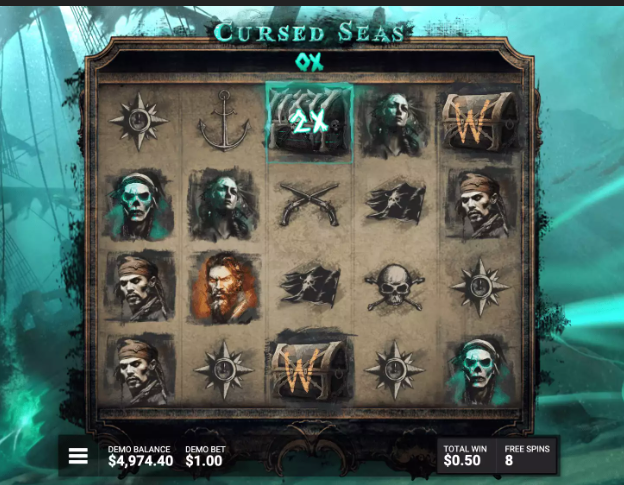 CURSED SEAS
0X
2X
W
W
DEMO BALANCE DEMO BET TOTAL WIN FREE SPINS
$4,974.40 $1.00 $0.50 8